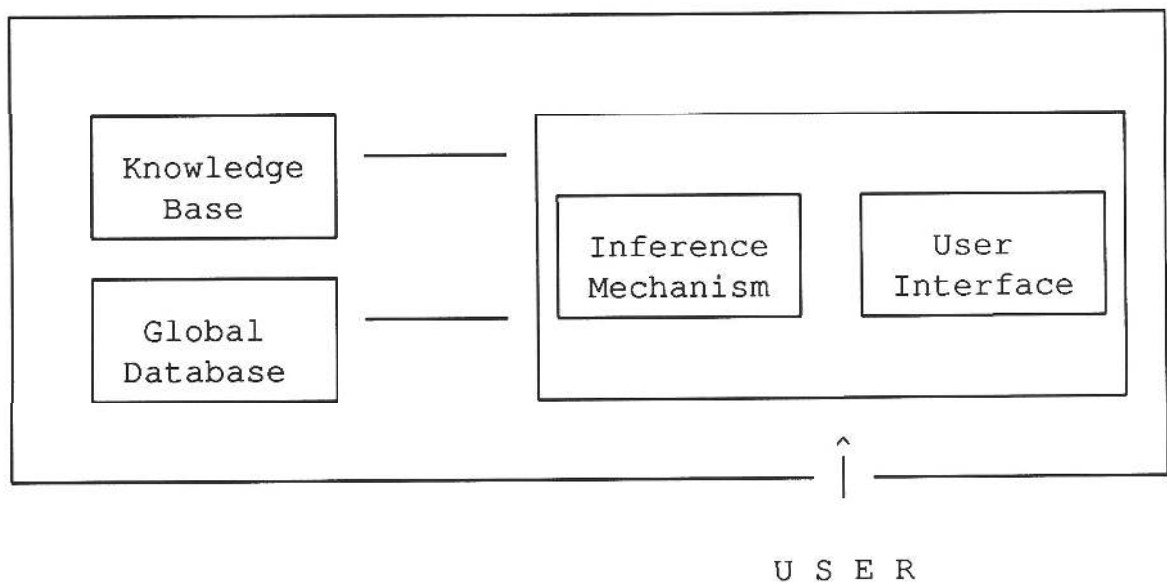 Knowledge
Base
Inference
Mechanism
User
Interface
Global
Database
U S E R